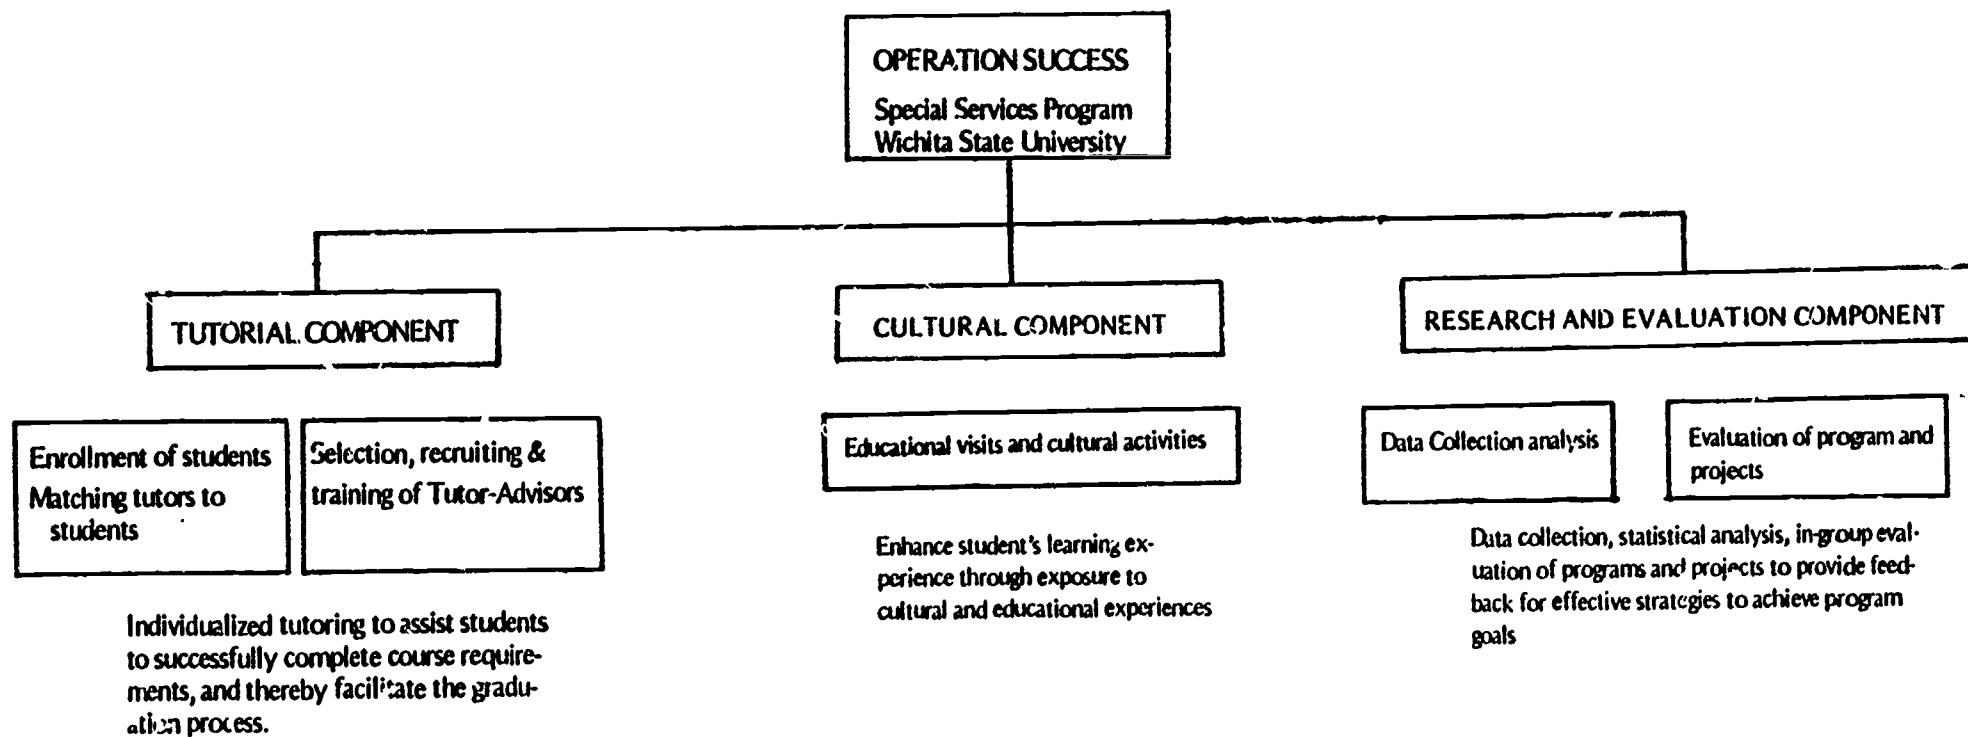 OPERATION SUCCESS
Special Services Program
Wichita State University
TUTORIAL COMPONENT
CULTURAL COMPONENT
RESEARCH AND EVALUATION COMPONENT
Enrollment of students
Matching tutors to
students
Selection, recruiting &
training of Tutor-Advisors
Educational visits and cultural activities
Data Collection analysis
Evaluation of program and
projects
Individualized tutoring to assist students
to successfully complete course require-
ments, and thereby facilitate the gradu-
ation process.
Enhance student's learning ex-
perience through exposure to
cultural and educational experiences
Data collection, statistical analysis, in-group eval-
uation of programs and projects to provide feed-
back for effective strategies to achieve program
goals